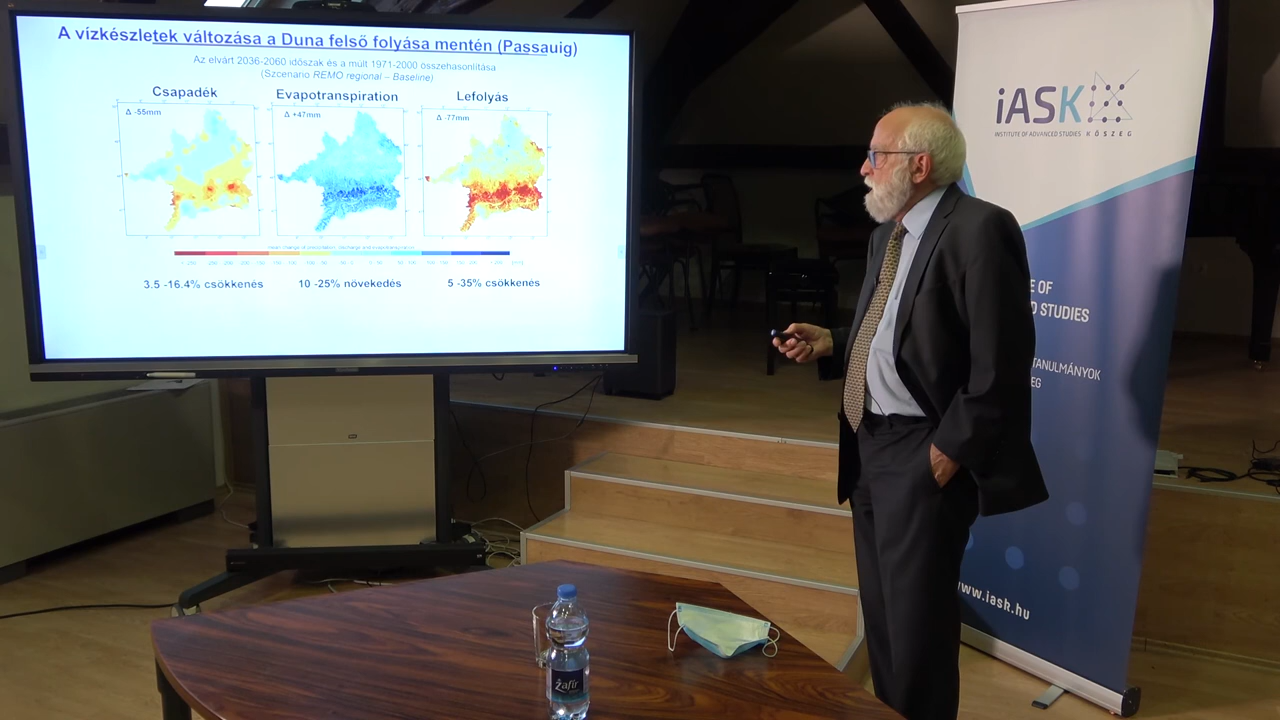 A vízkészletek változása a Duna felső folyása mentén (Passauig)
Az elvárt 2036-2060 időszak és a múlt 1971-2000 összehasonlítása
(Szcenario REMO regional – Baseline)
Csapadék
Evapotranspiration
Lefolyás
Δ -55mm
Δ +47mm
Δ -77mm
3.5 -16.4% csökkenés
10 -25% növekedés
5 -35% csökkenés
iASK
INSTITUTE OF ADVANCED STUDIES KŐSZEG
E OF
D STUDIES
TANULMÁNYOK
EG
www.iask.hu
Zafír